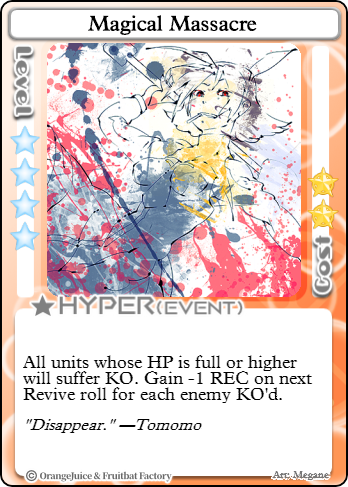 Magical Massacre
Level
Cost
HYPER(EVENT)
All units whose HP is full or higher
will suffer KO. Gain -1 REC on next
Revive roll for each enemy KO'd.
"Disappear." —Tomomo
© OrangeJuice & Fruitbat Factory
Art: Megane